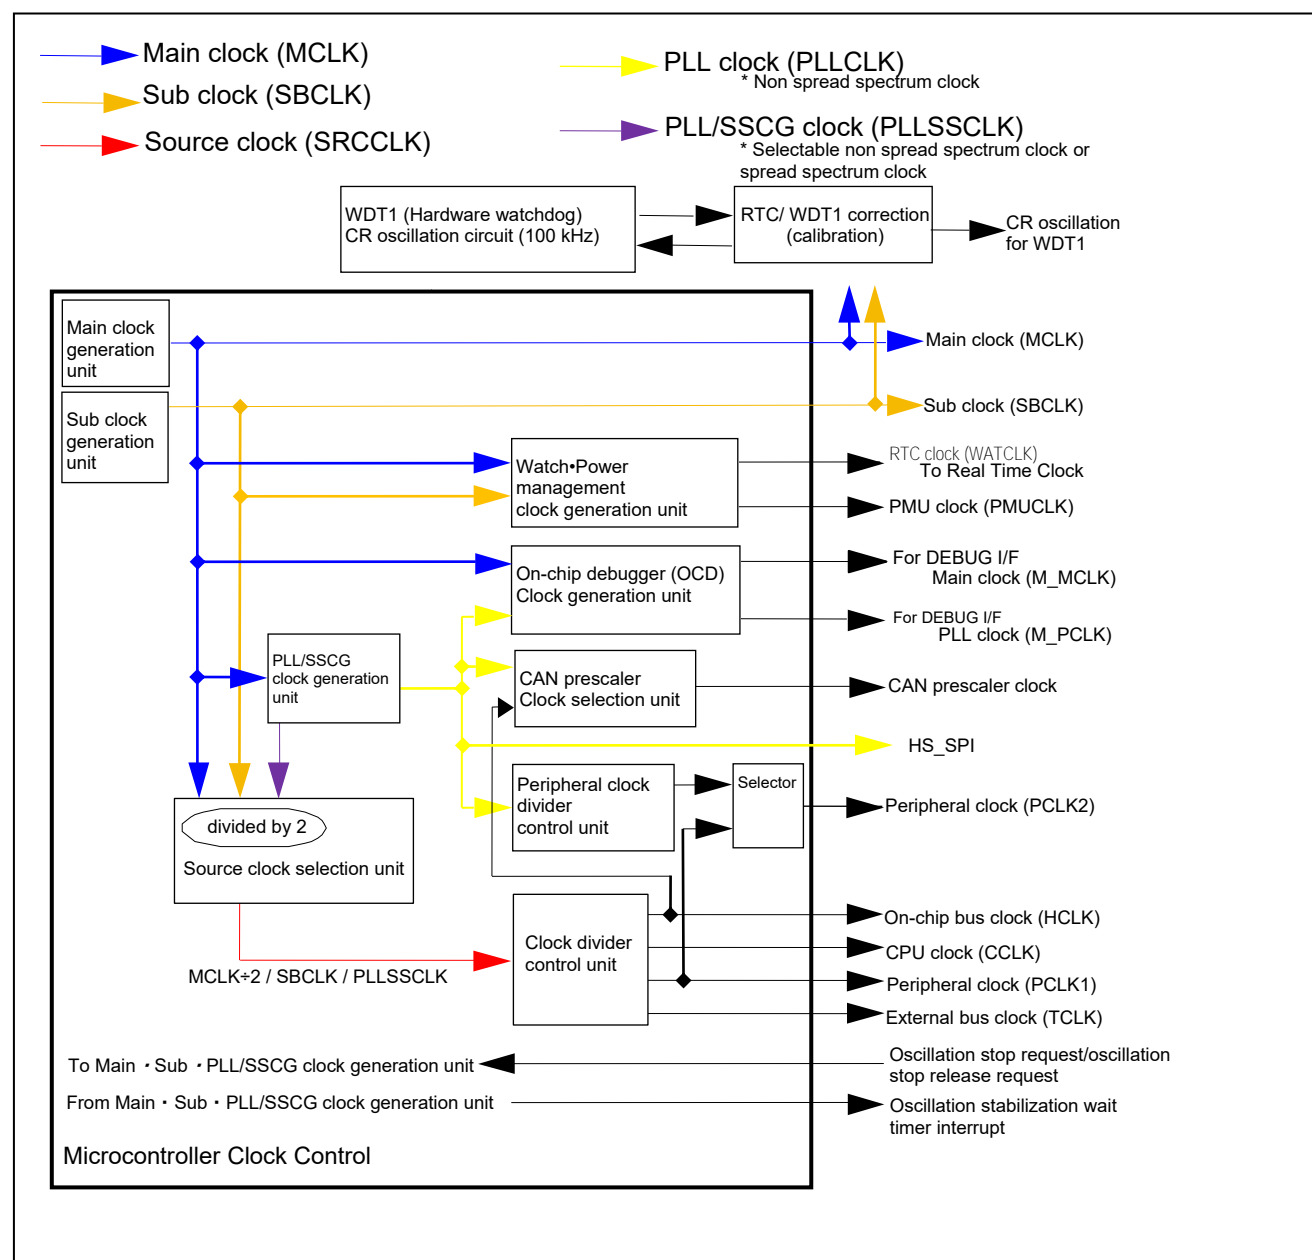 Main clock (MCLK)
Sub clock (SBCLK)
Source clock (SRCCLK)
PLL clock (PLLCLK)
* Non spread spectrum clock
PLL/SSCG clock (PLLSSCLK)
* Selectable non spread spectrum clock or
spread spectrum clock
WDT1 (Hardware watchdog)
CR oscillation circuit (100 kHz)
RTC/ WDT1 correction
(calibration)
CR oscillation
for WDT1
Main clock
generation
unit
Main clock (MCLK)
Sub clock
generation
unit
Sub clock (SBCLK)
Watch•Power
management
clock generation unit
RTC clock (WATCLK)
To Real Time Clock
PMU clock (PMUCLK)
On-chip debugger (OCD)
Clock generation unit
For DEBUG I/F
Main clock (M_MCLK)
For DEBUG I/F
PLL clock (M_PCLK)
PLL/SSCG
clock generation
unit
CAN prescaler
Clock selection unit
CAN prescaler clock
HS_SPI
Peripheral clock
divider
control unit
Selector
Peripheral clock (PCLK2)
divided by 2
Source clock selection unit
MCLK÷2 / SBCLK / PLLSSCLK
Clock divider
control unit
On-chip bus clock (HCLK)
CPU clock (CCLK)
Peripheral clock (PCLK1)
External bus clock (TCLK)
To Main・Sub・PLL/SSCG clock generation unit
Oscillation stop request/oscillation
stop release request
From Main・Sub・PLL/SSCG clock generation unit
Oscillation stabilization wait
timer interrupt
Microcontroller Clock Control